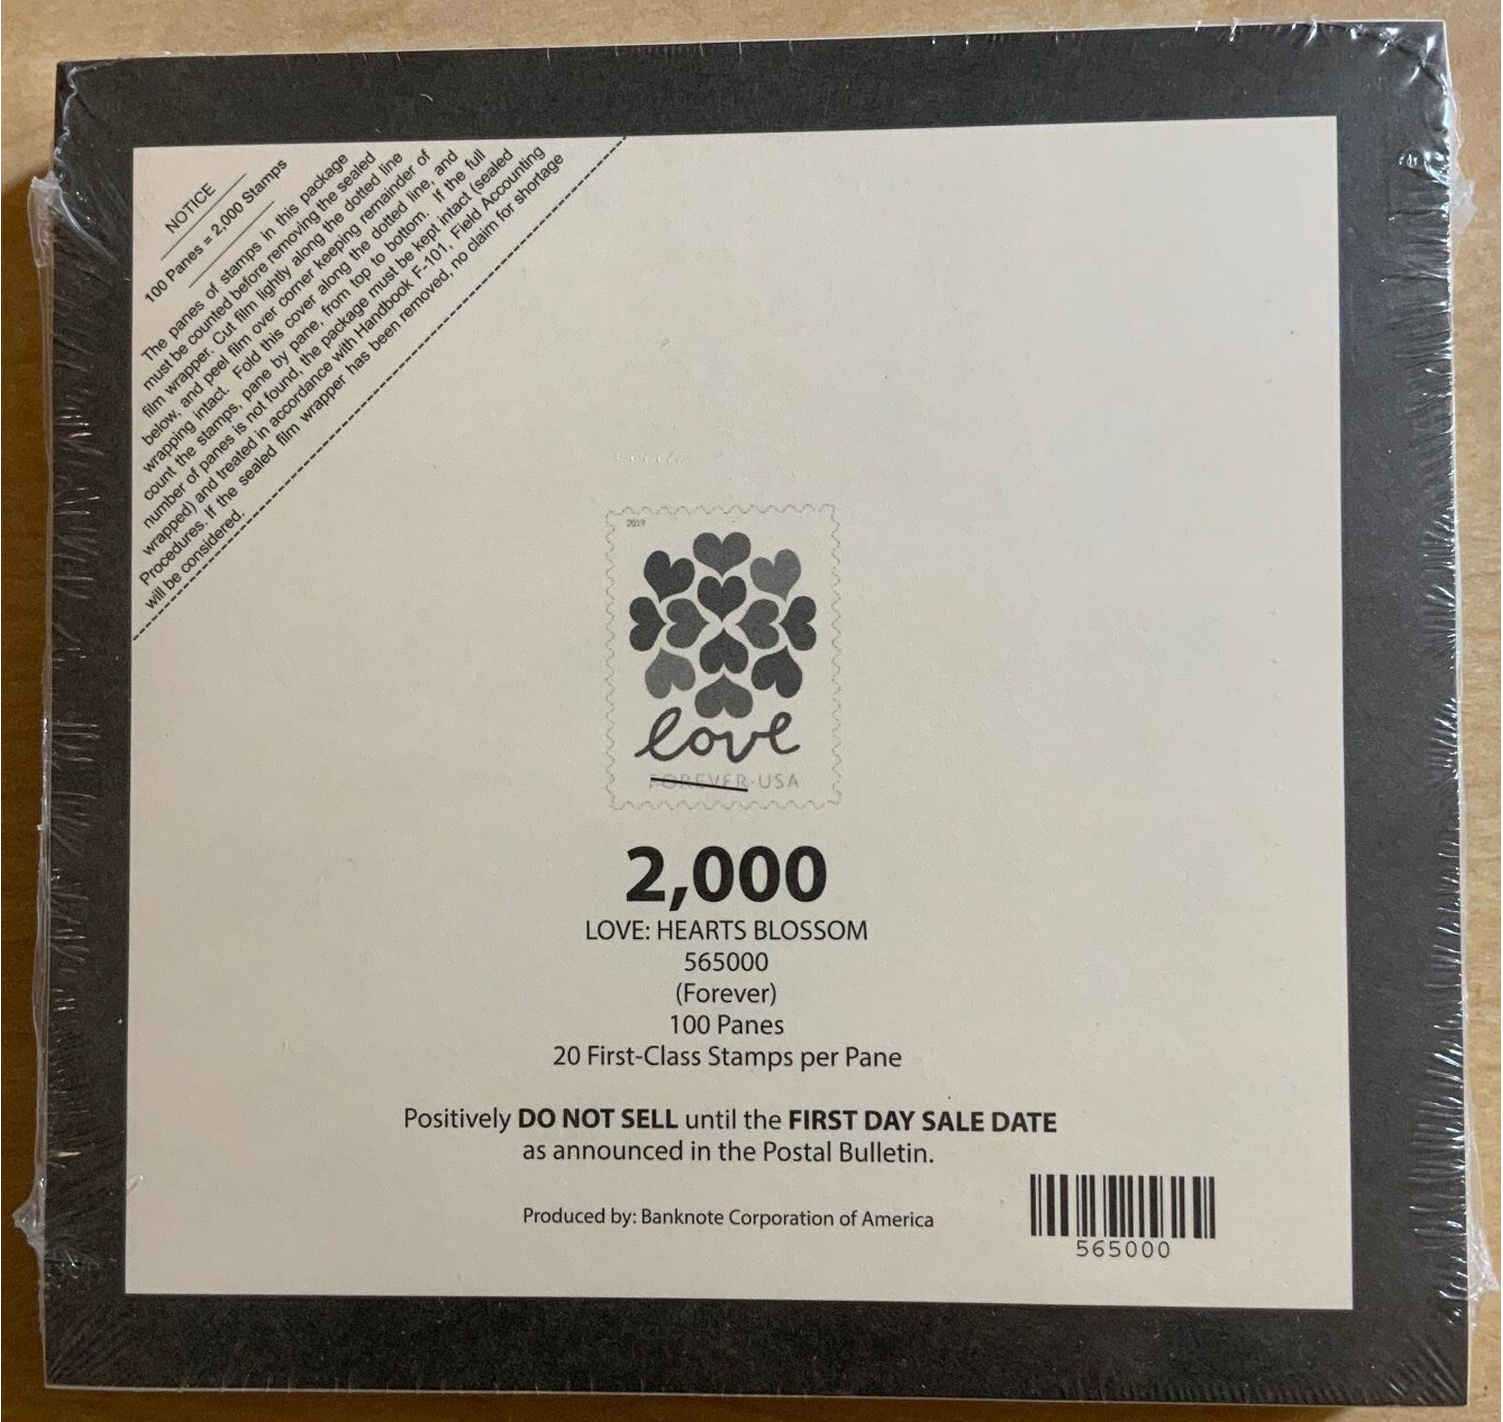 NOTICE
100 Panes = 2,000 Stamps
The panes of stamps in this package
must be counted before removing the sealed
film wrapper. Cut film lightly along the dotted line
below, and peel film over corner keeping remainder of
wrapping intact. Fold this cover along the dotted line, and
count the stamps, pane by pane, from top to bottom. If the full
number of panes is not found, the package must be kept intact (sealed
wrapped) and treated in accordance with Handbook F-101, Field Accounting
Procedures. If the sealed film wrapper has been removed, no claim for shortage
will be considered.
2019
love
FOREVER·USA
2,000
LOVE: HEARTS BLOSSOM
565000
(Forever)
100 Panes
20 First-Class Stamps per Pane
Positively DO NOT SELL until the FIRST DAY SALE DATE
as announced in the Postal Bulletin.
Produced by: Banknote Corporation of America
565000